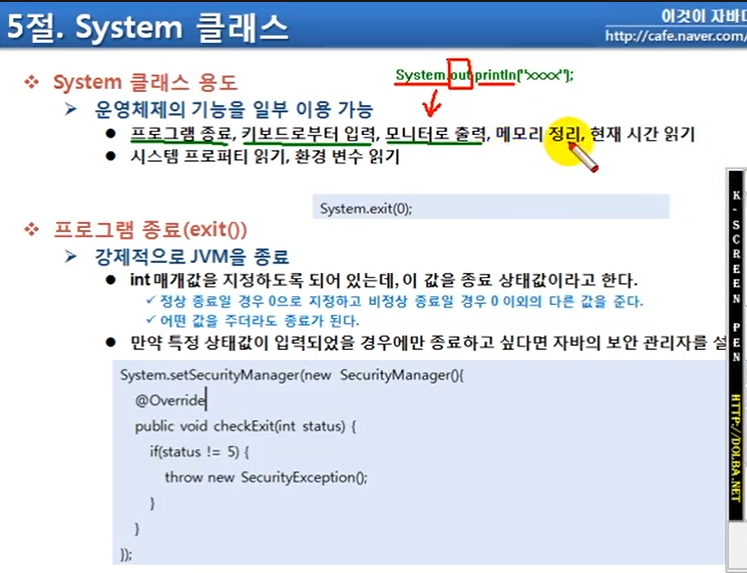 5절. System 클래스
이것이 자바다
http://cafe.naver.com/
System.out.println("xxxx");
❖ System 클래스 용도
➤ 운영체제의 기능을 일부 이용 가능
● 프로그램 종료, 키보드로부터 입력, 모니터로 출력, 메모리 정리, 현재 시간 읽기
● 시스템 프로퍼티 읽기, 환경 변수 읽기
System.exit(0);
❖ 프로그램 종료(exit())
➤ 강제적으로 JVM을 종료
● int 매개값을 지정하도록 되어 있는데, 이 값을 종료 상태값이라고 한다.
✓ 정상 종료일 경우 0으로 지정하고 비정상 종료일 경우 0 이외의 다른 값을 준다.
✓ 어떤 값을 주더라도 종료가 된다.
● 만약 특정 상태값이 입력되었을 경우에만 종료하고 싶다면 자바의 보안 관리자를 설
System.setSecurityManager(new SecurityManager(){
@Override
public void checkExit(int status) {
if(status != 5) {
throw new SecurityException();
}
}
});
K-SCREEN PEN HTTP://DOLBA.NET